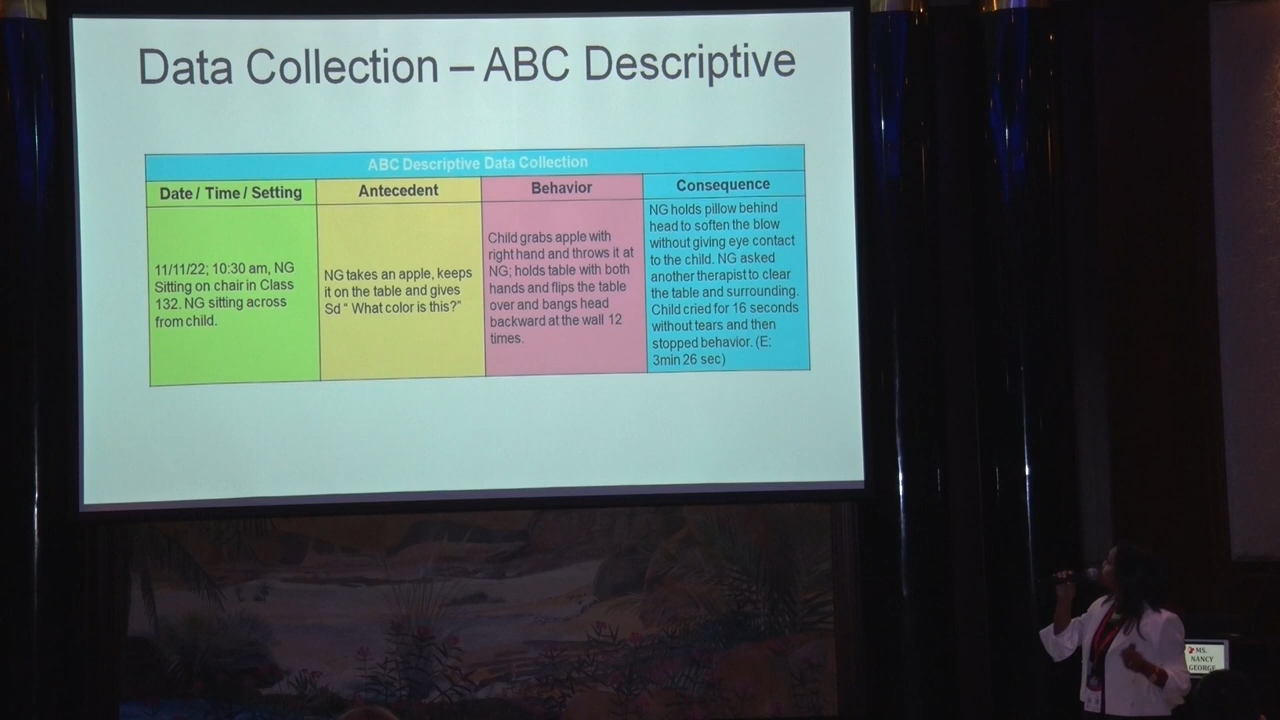 Data Collection – ABC Descriptive
ABC Descriptive Data Collection
Date / Time / Setting
Antecedent
Behavior
Consequence
11/11/22; 10:30 am, NG
Sitting on chair in Class
132. NG sitting across
from child.
NG takes an apple, keeps
it on the table and gives
Sd “ What color is this?”
Child grabs apple with
right hand and throws it at
NG; holds table with both
hands and flips the table
over and bangs head
backward at the wall 12
times.
NG holds pillow behind
head to soften the blow
without giving eye contact
to the child. NG asked
another therapist to clear
the table and surrounding.
Child cried for 16 seconds
without tears and then
stopped behavior. (E:
3min 26 sec)
MS.
NANCY
GEORGE